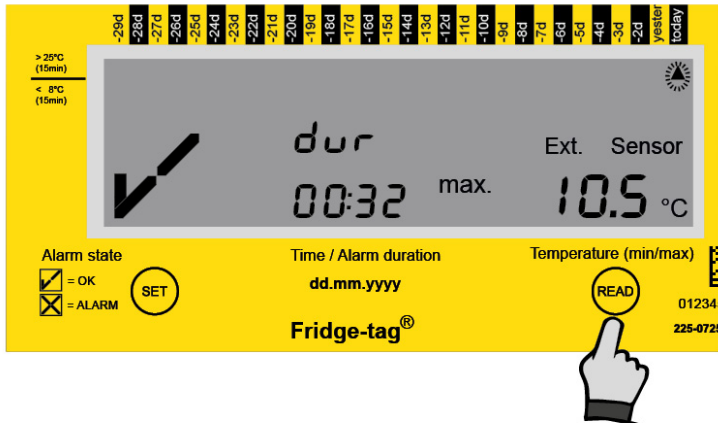 -29d -28d -27d -26d -25d -24d -23d -22d -21d -20d -19d -18d -17d -16d -15d -14d -13d -12d -11d -10d -9d -8d -7d -6d -5d -4d -3d -2d yester today
> 25°C
(15min)
< 8°C
(15min)
dur
Ext. Sensor
00:32 max. 10.5 °C
Alarm state
Time / Alarm duration
Temperature (min/max)
= OK
= ALARM
SET
dd.mm.yyyy
READ
01234
Fridge-tag®
225-0725